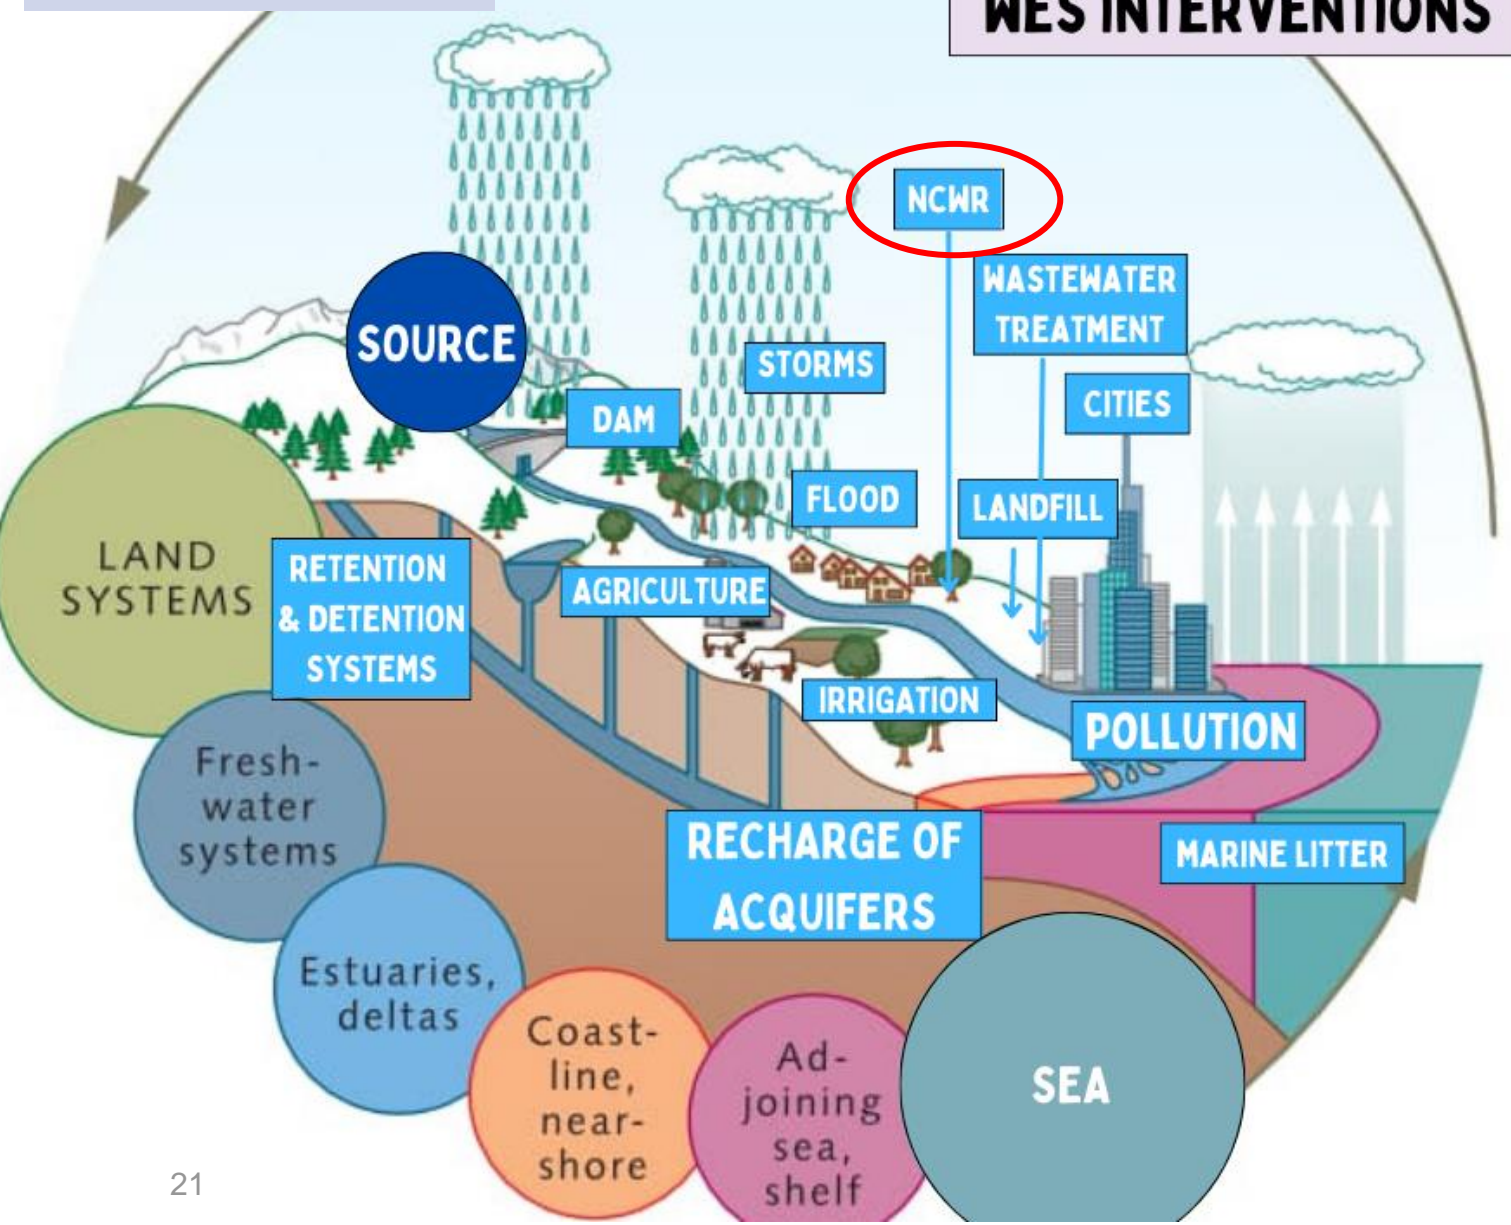 WES INTERVENTIONS
NCWR
WASTEWATER
TREATMENT
SOURCE
STORMS
CITIES
DAM
FLOOD
LANDFILL
LAND
SYSTEMS
RETENTION
& DETENTION
SYSTEMS
AGRICULTURE
IRRIGATION
POLLUTION
Fresh-
water
systems
RECHARGE OF
ACQUIFERS
MARINE LITTER
Estuaries,
deltas
Coast-
line,
near-
shore
Ad-
joining
sea,
shelf
SEA
21